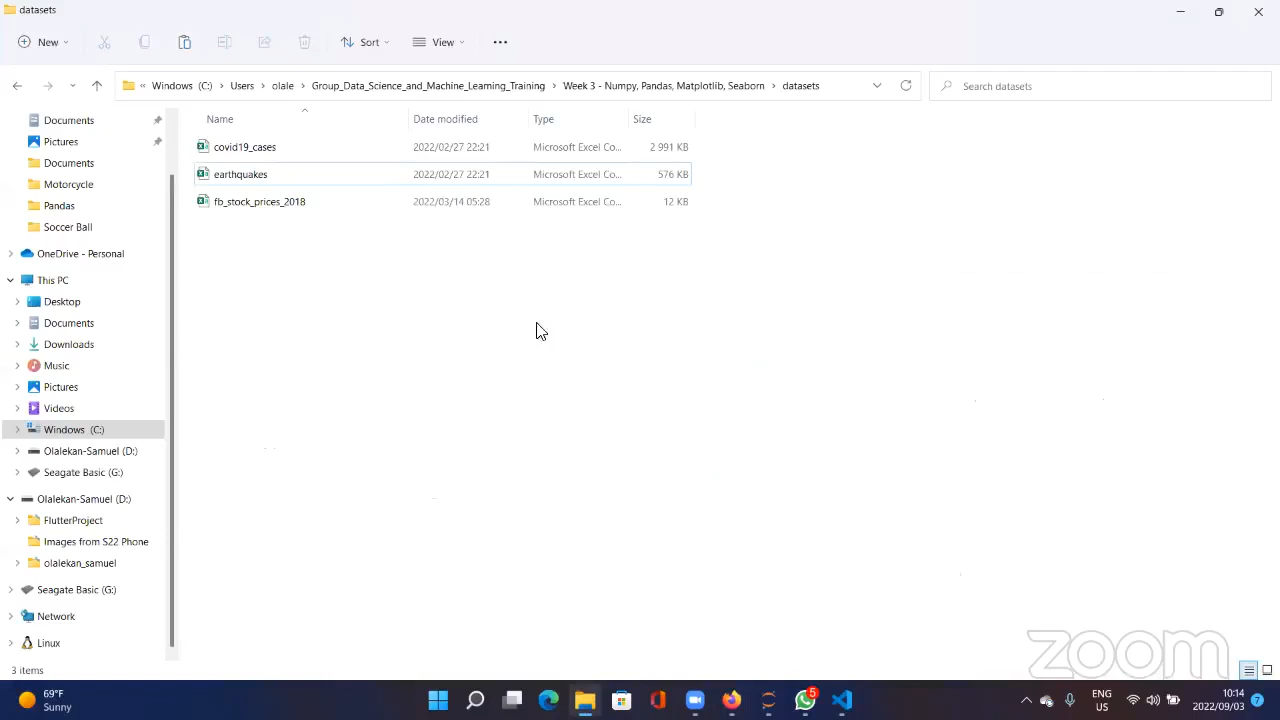 datasets
New
Sort
View
« Windows (C:) › Users › olale › Group_Data_Science_and_Machine_Learning_Training › Week 3 - Numpy, Pandas, Matplotlib, Seaborn › datasets
Search datasets
Name Date modified Type Size
covid19_cases 2022/02/27 22:21 Microsoft Excel Co... 2 991 KB
earthquakes 2022/02/27 22:21 Microsoft Excel Co... 576 KB
fb_stock_prices_2018 2022/03/14 05:28 Microsoft Excel Co... 12 KB
Documents
Pictures
Documents
Motorcycle
Pandas
Soccer Ball
OneDrive - Personal
This PC
Desktop
Documents
Downloads
Music
Pictures
Videos
Windows (C:)
Olalekan-Samuel (D:)
Seagate Basic (G:)
Olalekan-Samuel (D:)
FlutterProject
Images from S22 Phone
olalekan_samuel
Seagate Basic (G:)
Network
Linux
3 items
zoom
69°F
Sunny
5
ENG
US
10:14
2022/09/03
7